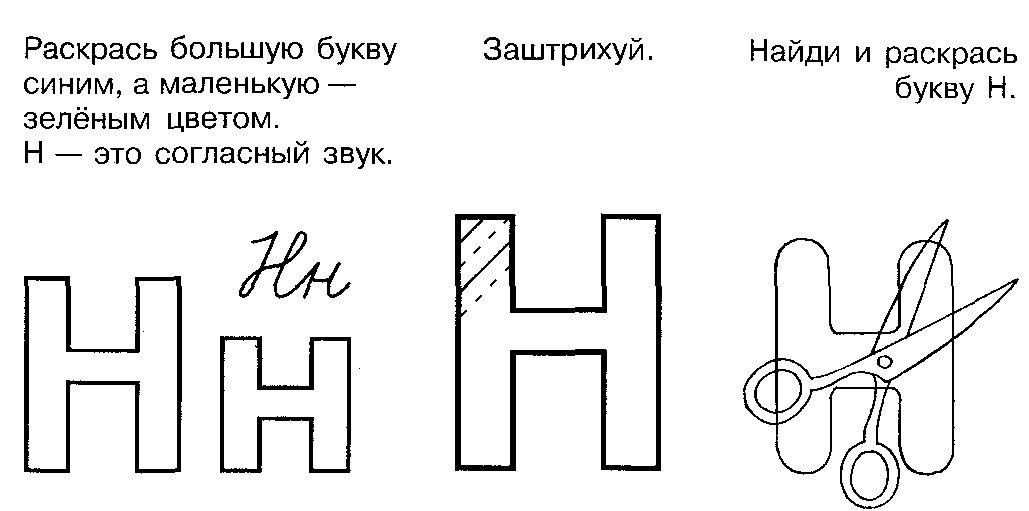 Раскрась большую букву
синим, а маленькую —
зелёным цветом.
Н — это согласный звук.
Заштрихуй.
Найди и раскрась
букву Н.
Нн
Н
н
Н
Н